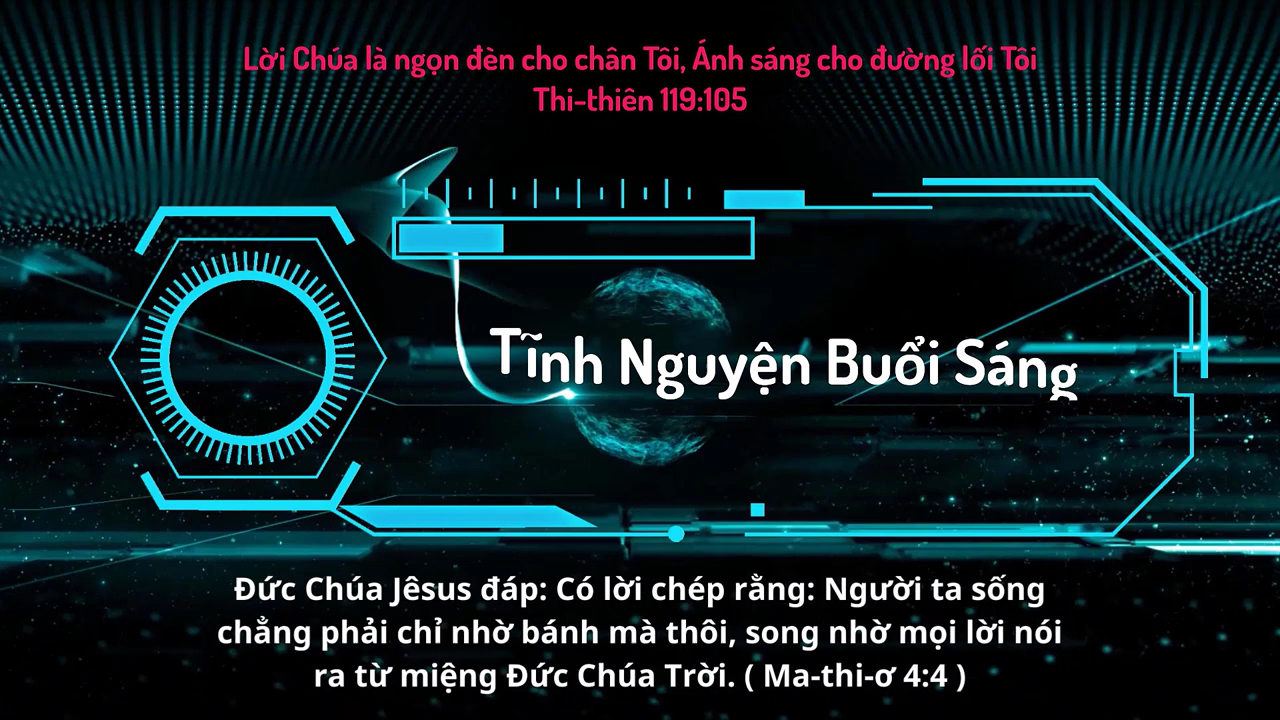 Lời Chúa là ngọn đèn cho chân Tôi, Ánh sáng cho đường lối Tôi
Thi-thiên 119:105
Tĩnh Nguyện Buổi Sáng
Đức Chúa Jêsus đáp: Có lời chép rằng: Người ta sống
chẳng phải chỉ nhờ bánh mà thôi, song nhờ mọi lời nói
ra từ miệng Đức Chúa Trời. ( Ma-thi-ơ 4:4 )